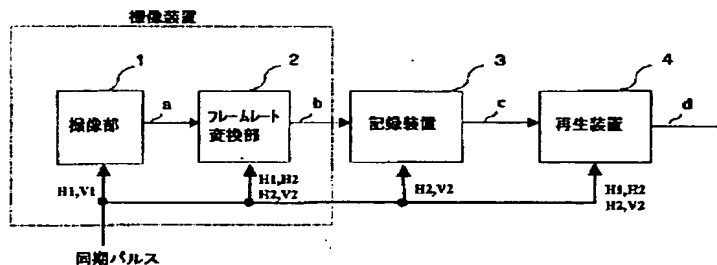 撮像装置
1
2
3
4
撮像部
a
フレームレート
変換部
b
記録装置
c
再生装置
d
H1,V1
H1,H2
H2,V2
H2,V2
H1,H2
H2,V2
同期パルス